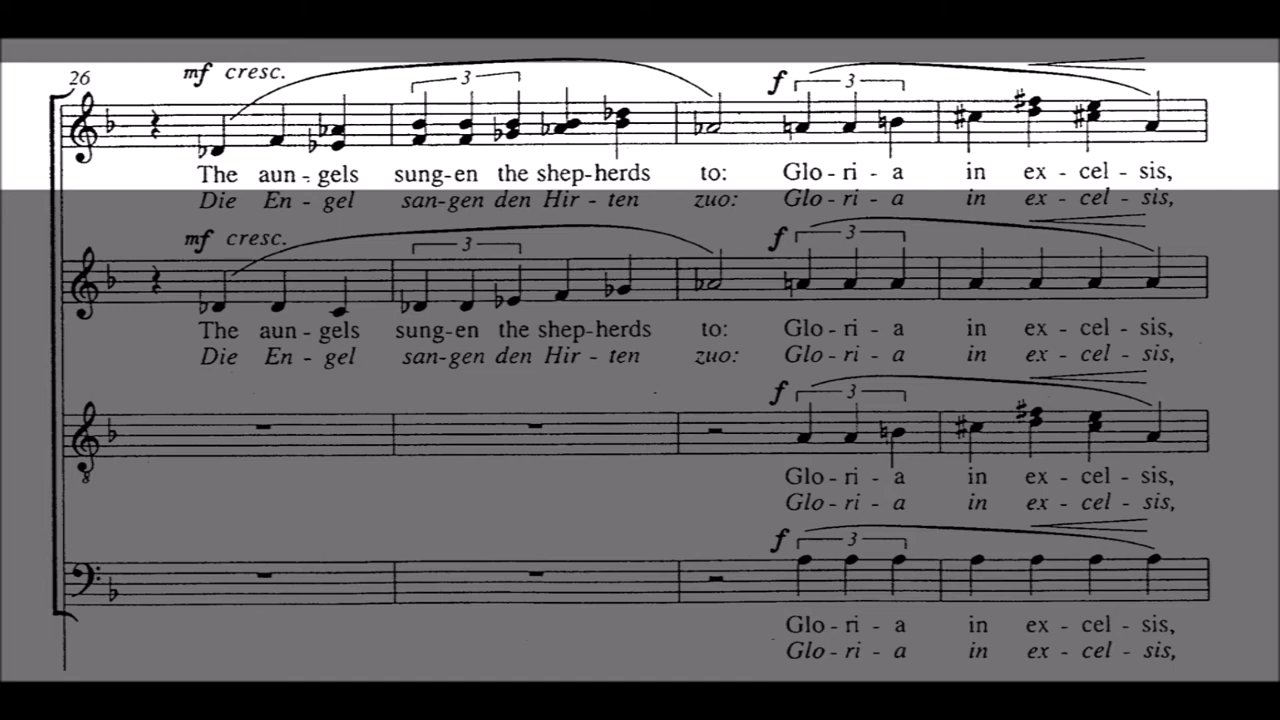 26
mf cresc.
3
f
3
The aun - gels sung-en the shep-herds to: Glo - ri - a in ex - cel - sis,
Die En - gel san-gen den Hir - ten zuo: Glo - ri - a in ex - cel - sis,
mf cresc.
3
f
3
The aun - gels sung-en the shep-herds to: Glo - ri - a in ex - cel - sis,
Die En - gel san-gen den Hir - ten zuo: Glo - ri - a in ex - cel - sis,
f
3
8
Glo - ri - a in ex - cel - sis,
Glo - ri - a in ex - cel - sis,
f
3
Glo - ri - a in ex - cel - sis,
Glo - ri - a in ex - cel - sis,